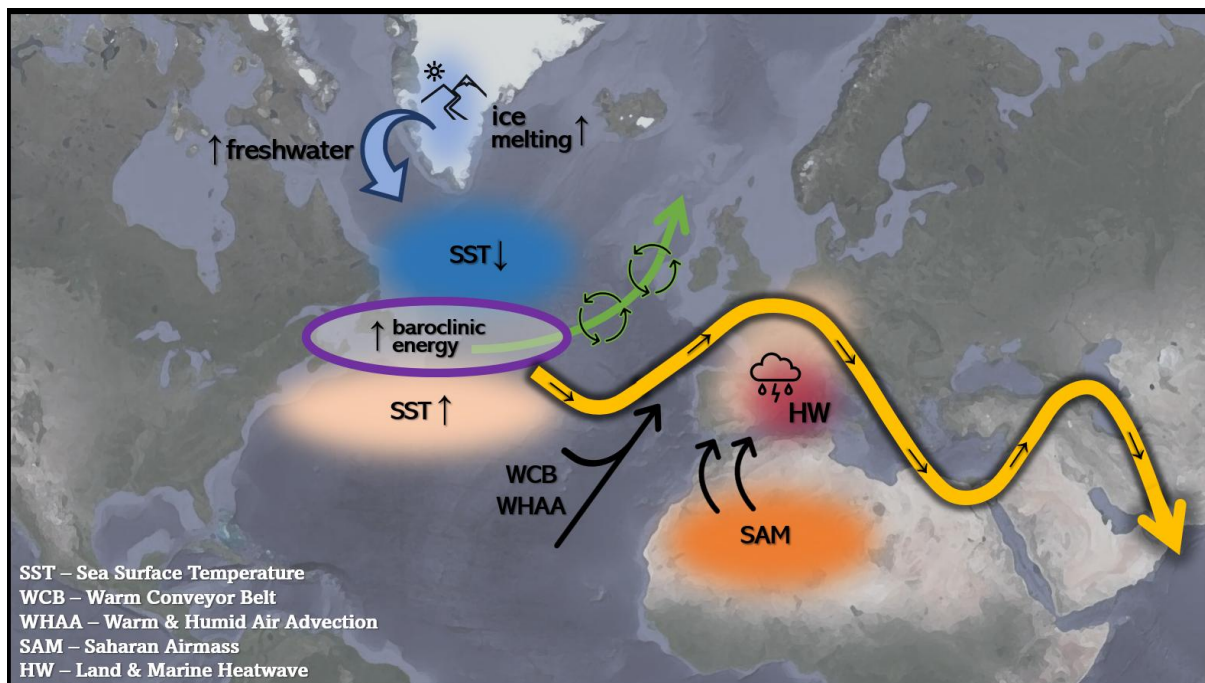 ice
melting ↑
↑ freshwater
SST ↓
↑ baroclinic
energy
SST ↑
HW
WCB
WHAA
SAM
SST – Sea Surface Temperature
WCB – Warm Conveyor Belt
WHAA – Warm & Humid Air Advection
SAM – Saharan Airmass
HW – Land & Marine Heatwave